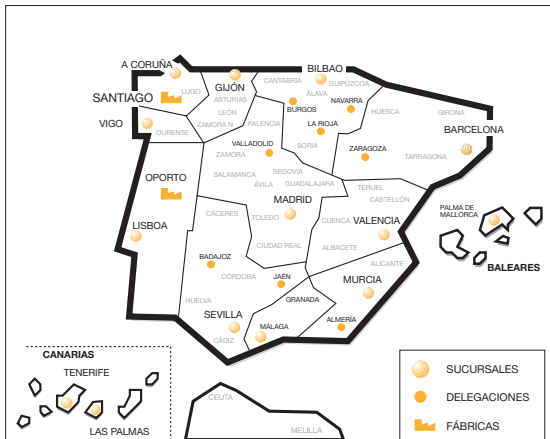 A CORUÑA
LUGO
SANTIAGO
VIGO
OURENSE
GIJÓN
ASTURIAS
LEÓN
ZAMORA N
CANTABRIA
BILBAO
GUIPÚZCOA
ÁLAVA
BURGOS
NAVARRA
PALENCIA
LA RIOJA
HUESCA
GIRONA
BARCELONA
TARRAGONA
VALLADOLID
SORIA
ZARAGOZA
ZAMORA
SEGOVIA
SALAMANCA
ÁVILA
GUADALAJARA
TERUEL
CASTELLÓN
OPORTO
MADRID
CÁCERES
TOLEDO
CUENCA
VALENCIA
LISBOA
CIUDAD REAL
ALBACETE
ALICANTE
BADAJOZ
CÓRDOBA
JAÉN
MURCIA
HUELVA
GRANADA
SEVILLA
MÁLAGA
ALMERÍA
CÁDIZ
PALMA DE
MALLORCA
BALEARES
CANARIAS
TENERIFE
LAS PALMAS
CEUTA
MELILLA
SUCURSALES
DELEGACIONES
FÁBRICAS